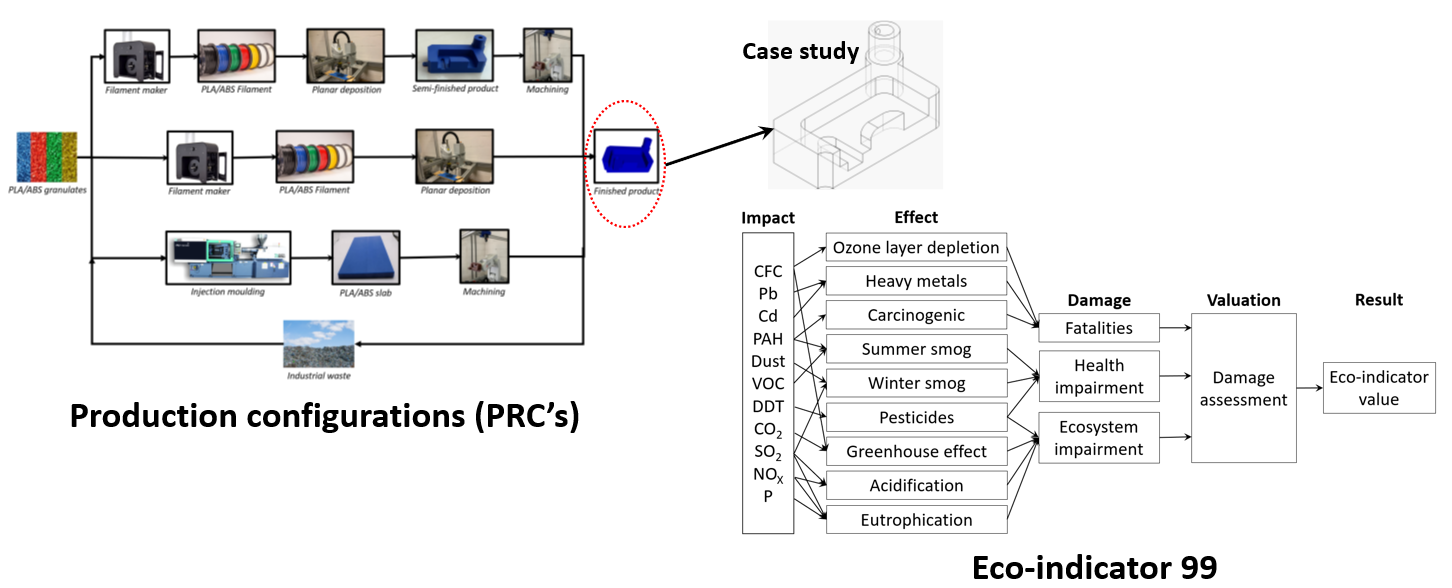 Filament maker
PLA/ABS Filament
Planar deposition
Semi-finished product
Machining
PLA/ABS granulates
Filament maker
PLA/ABS Filament
Planar deposition
Finished product
Injection moulding
PLA/ABS slab
Machining
Industrial waste
Production configurations (PRC’s)
Case study
Impact
CFC
Pb
Cd
PAH
Dust
VOC
DDT
CO₂
SO₂
NOₓ
P
Effect
Ozone layer depletion
Heavy metals
Carcinogenic
Summer smog
Winter smog
Pesticides
Greenhouse effect
Acidification
Eutrophication
Damage
Fatalities
Health
impairment
Ecosystem
impairment
Valuation
Damage
assessment
Result
Eco-indicator
value
Eco-indicator 99